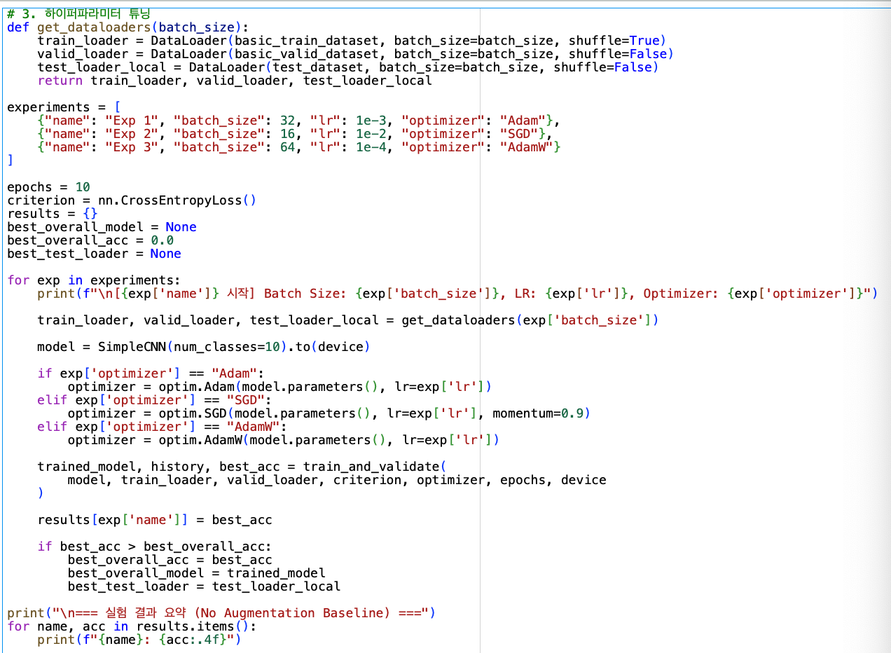 # 3. 하이퍼파라미터 튜닝
def get_dataloaders(batch_size):
    train_loader = DataLoader(basic_train_dataset, batch_size=batch_size, shuffle=True)
    valid_loader = DataLoader(basic_valid_dataset, batch_size=batch_size, shuffle=False)
    test_loader_local = DataLoader(test_dataset, batch_size=batch_size, shuffle=False)
    return train_loader, valid_loader, test_loader_local

experiments = [
    {"name": "Exp 1", "batch_size": 32, "lr": 1e-3, "optimizer": "Adam"},
    {"name": "Exp 2", "batch_size": 16, "lr": 1e-2, "optimizer": "SGD"},
    {"name": "Exp 3", "batch_size": 64, "lr": 1e-4, "optimizer": "AdamW"}
]

epochs = 10
criterion = nn.CrossEntropyLoss()
results = {}
best_overall_model = None
best_overall_acc = 0.0
best_test_loader = None

for exp in experiments:
    print(f"\n[{exp['name']} 시작] Batch Size: {exp['batch_size']}, LR: {exp['lr']}, Optimizer: {exp['optimizer']}")

    train_loader, valid_loader, test_loader_local = get_dataloaders(exp['batch_size'])

    model = SimpleCNN(num_classes=10).to(device)

    if exp['optimizer'] == "Adam":
        optimizer = optim.Adam(model.parameters(), lr=exp['lr'])
    elif exp['optimizer'] == "SGD":
        optimizer = optim.SGD(model.parameters(), lr=exp['lr'], momentum=0.9)
    elif exp['optimizer'] == "AdamW":
        optimizer = optim.AdamW(model.parameters(), lr=exp['lr'])

    trained_model, history, best_acc = train_and_validate(
        model, train_loader, valid_loader, criterion, optimizer, epochs, device
    )

    results[exp['name']] = best_acc

    if best_acc > best_overall_acc:
        best_overall_acc = best_acc
        best_overall_model = trained_model
        best_test_loader = test_loader_local

print("\n=== 실험 결과 요약 (No Augmentation Baseline) ===")
for name, acc in results.items():
    print(f"{name}: {acc:.4f}")